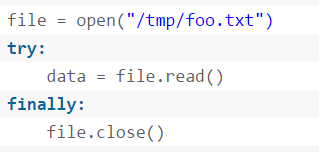 file = open("/tmp/foo.txt")
try:
    data = file.read()
finally:
    file.close()